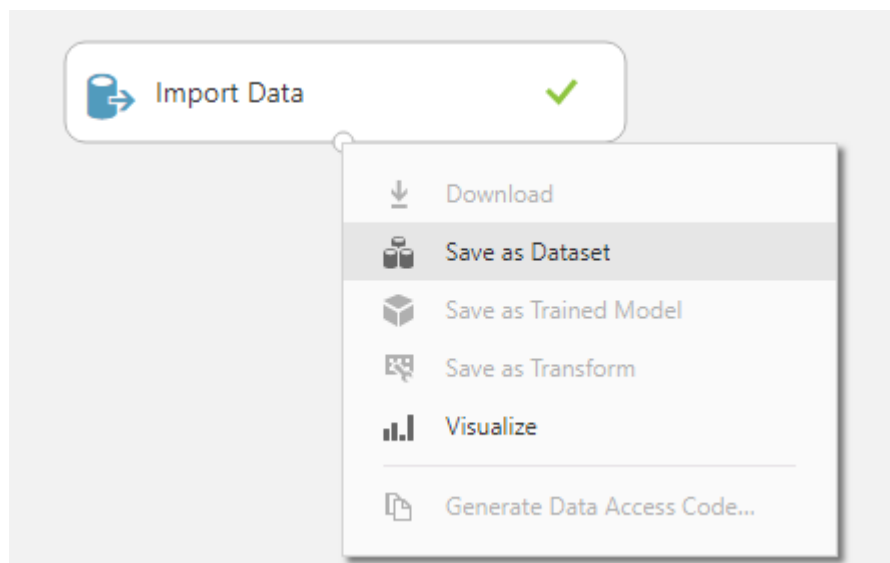 Import Data
Download
Save as Dataset
Save as Trained Model
Save as Transform
Visualize
Generate Data Access Code...